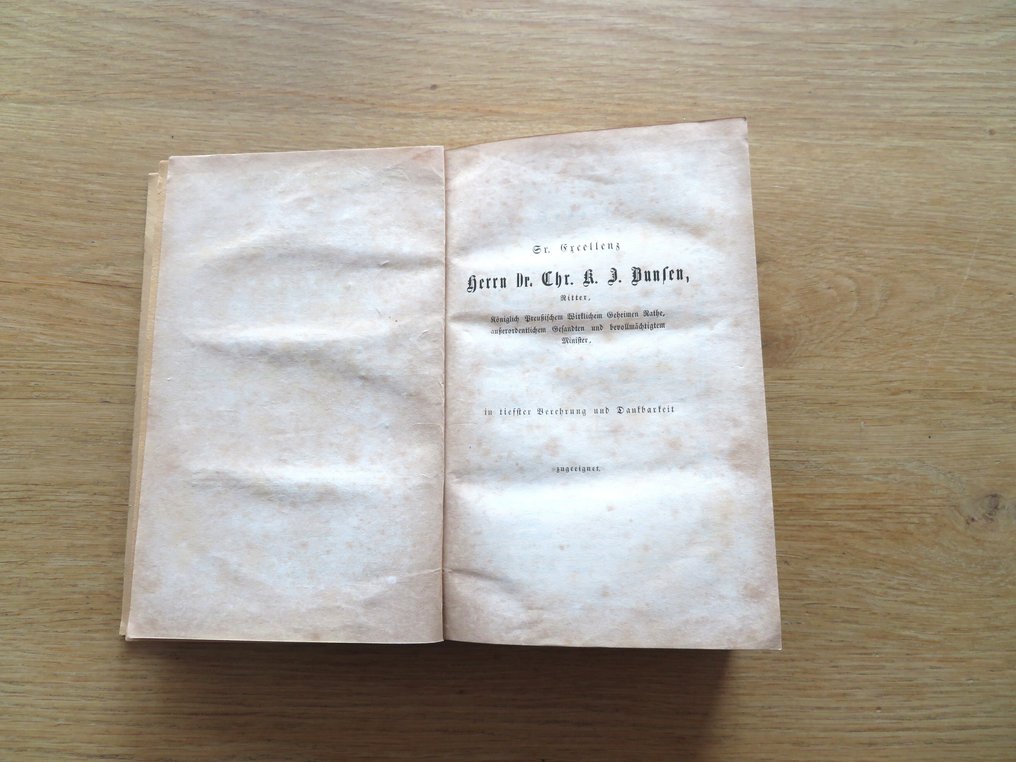 Sr. Excellenz
Herrn Dr. Chr. K. J. Bunsen,
Ritter,
Königlich Preußischem Wirklichem Geheimen Rathe,
außerordentlichem Gesandten und bevollmächtigtem
Minister,
in tiefster Verehrung und Dankbarkeit
zugeeignet.